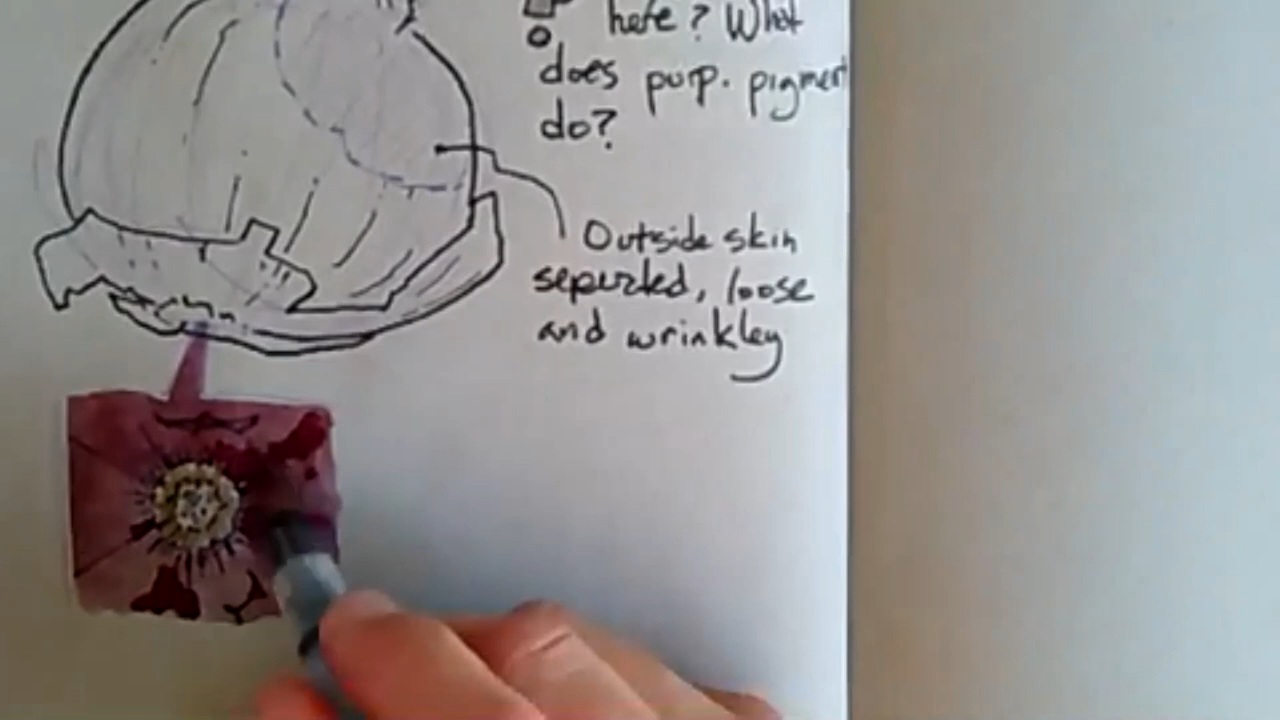 here? What
does purp. pigment
do?
Outside skin
seperated, loose
and wrinkley